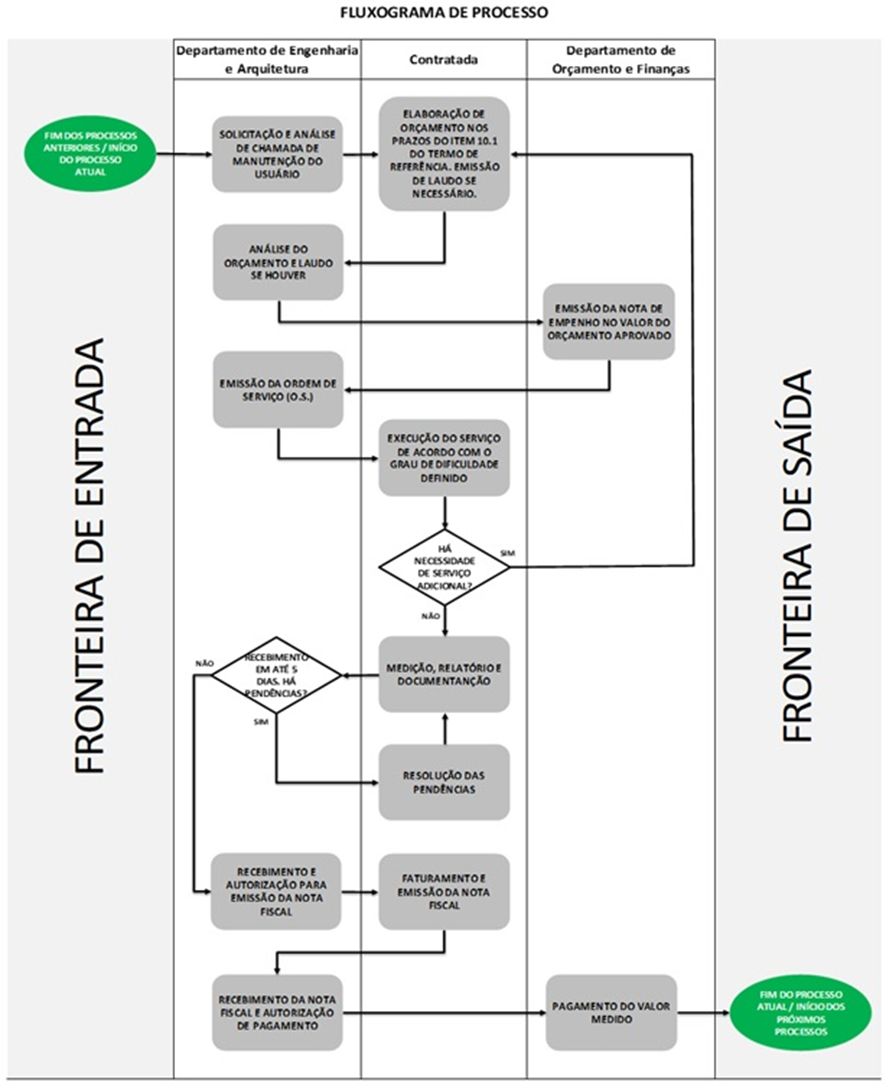 FLUXOGRAMA DE PROCESSO
Departamento de Engenharia
e Arquitetura
Contratada
Departamento de
Orçamento e Finanças
FIM DOS PROCESSOS
ANTERIORES / INÍCIO
DO PROCESSO
ATUAL
SOLICITAÇÃO E ANÁLISE
DE CHAMADA DE
MANUTENÇÃO DO
USUÁRIO
ELABORAÇÃO DE
ORÇAMENTO NOS
PRAZOS DO ITEM 10.1
DO TERMO DE
REFERÊNCIA. EMISSÃO
DE LAUDO SE
NECESSÁRIO.
ANÁLISE DO
ORÇAMENTO E LAUDO
SE HOUVER
EMISSÃO DA NOTA DE
EMPENHO NO VALOR DO
ORÇAMENTO APROVADO
EMISSÃO DA ORDEM DE
SERVIÇO (O.S.)
EXECUÇÃO DO SERVIÇO
DE ACORDO COM O
GRAU DE DIFICULDADE
DEFINIDO
HÁ
NECESSIDADE
DE SERVIÇO
ADICIONAL?
SIM
NÃO
MEDIÇÃO, RELATÓRIO E
DOCUMENTANÇÃO
RECEBIMENTO
EM ATÉ 5
DIAS. HÁ
PENDÊNCIAS?
NÃO
SIM
RESOLUÇÃO DAS
PENDÊNCIAS
RECEBIMENTO E
AUTORIZAÇÃO PARA
EMISSÃO DA NOTA
FISCAL
FATURAMENTO E
EMISSÃO DA NOTA
FISCAL
RECEBIMENTO DA NOTA
FISCAL E AUTORIZAÇÃO
DE PAGAMENTO
PAGAMENTO DO VALOR
MEDIDO
FIM DO PROCESSO
ATUAL / INÍCIO DOS
PRÓXIMOS
PROCESSOS
FRONTEIRA DE ENTRADA
FRONTEIRA DE SAÍDA